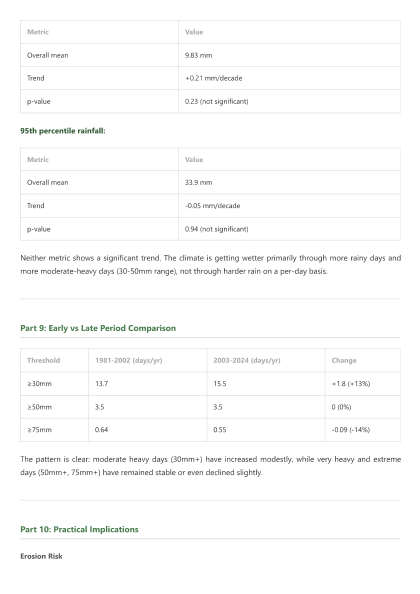 Metric Value
Overall mean 9.83 mm
Trend +0.21 mm/decade
p-value 0.23 (not significant)
95th percentile rainfall:
Metric Value
Overall mean 33.9 mm
Trend -0.05 mm/decade
p-value 0.94 (not significant)
Neither metric shows a significant trend. The climate is getting wetter primarily through more rainy days and
more moderate-heavy days (30-50mm range), not through harder rain on a per-day basis.
Part 9: Early vs Late Period Comparison
Threshold 1981-2002 (days/yr) 2003-2024 (days/yr) Change
≥30mm 13.7 15.5 +1.8 (+13%)
≥50mm 3.5 3.5 0 (0%)
≥75mm 0.64 0.55 -0.09 (-14%)
The pattern is clear: moderate heavy days (30mm+) have increased modestly, while very heavy and extreme
days (50mm+, 75mm+) have remained stable or even declined slightly.
Part 10: Practical Implications
Erosion Risk